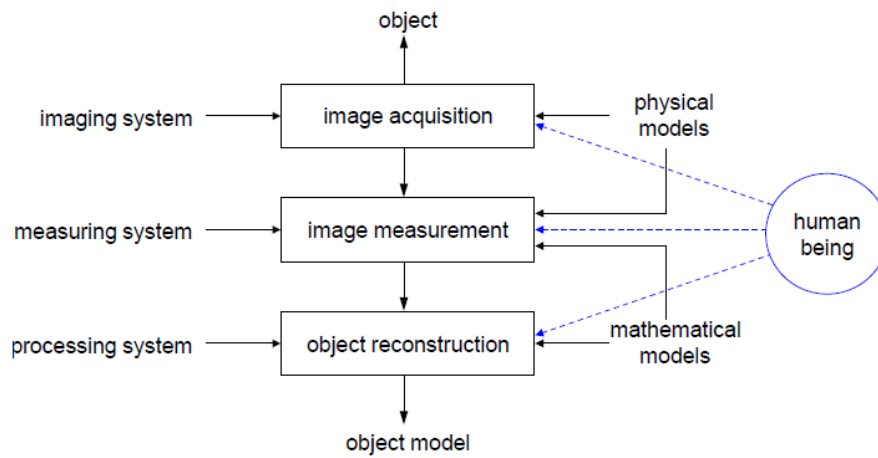 object
imaging system
image acquisition
physical
models
measuring system
image measurement
human
being
processing system
object reconstruction
mathematical
models
object model